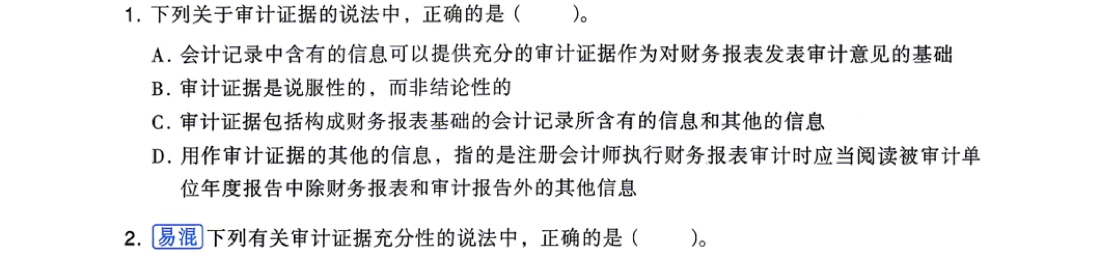 1. 下列关于审计证据的说法中，正确的是（　　）。
A. 会计记录中含有的信息可以提供充分的审计证据作为对财务报表发表审计意见的基础
B. 审计证据是说服性的，而非结论性的
C. 审计证据包括构成财务报表基础的会计记录所含有的信息和其他的信息
D. 用作审计证据的其他的信息，指的是注册会计师执行财务报表审计时应当阅读被审计单
位年度报告中除财务报表和审计报告外的其他信息
2. 易混 下列有关审计证据充分性的说法中，正确的是（　　）。